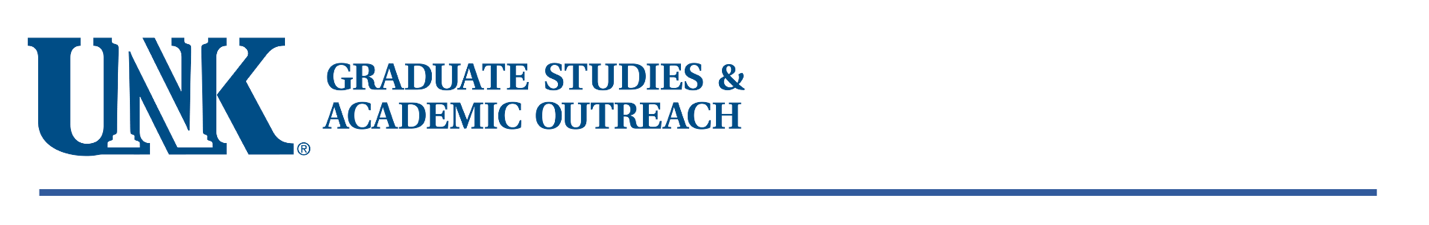 UNK®
GRADUATE STUDIES &
ACADEMIC OUTREACH